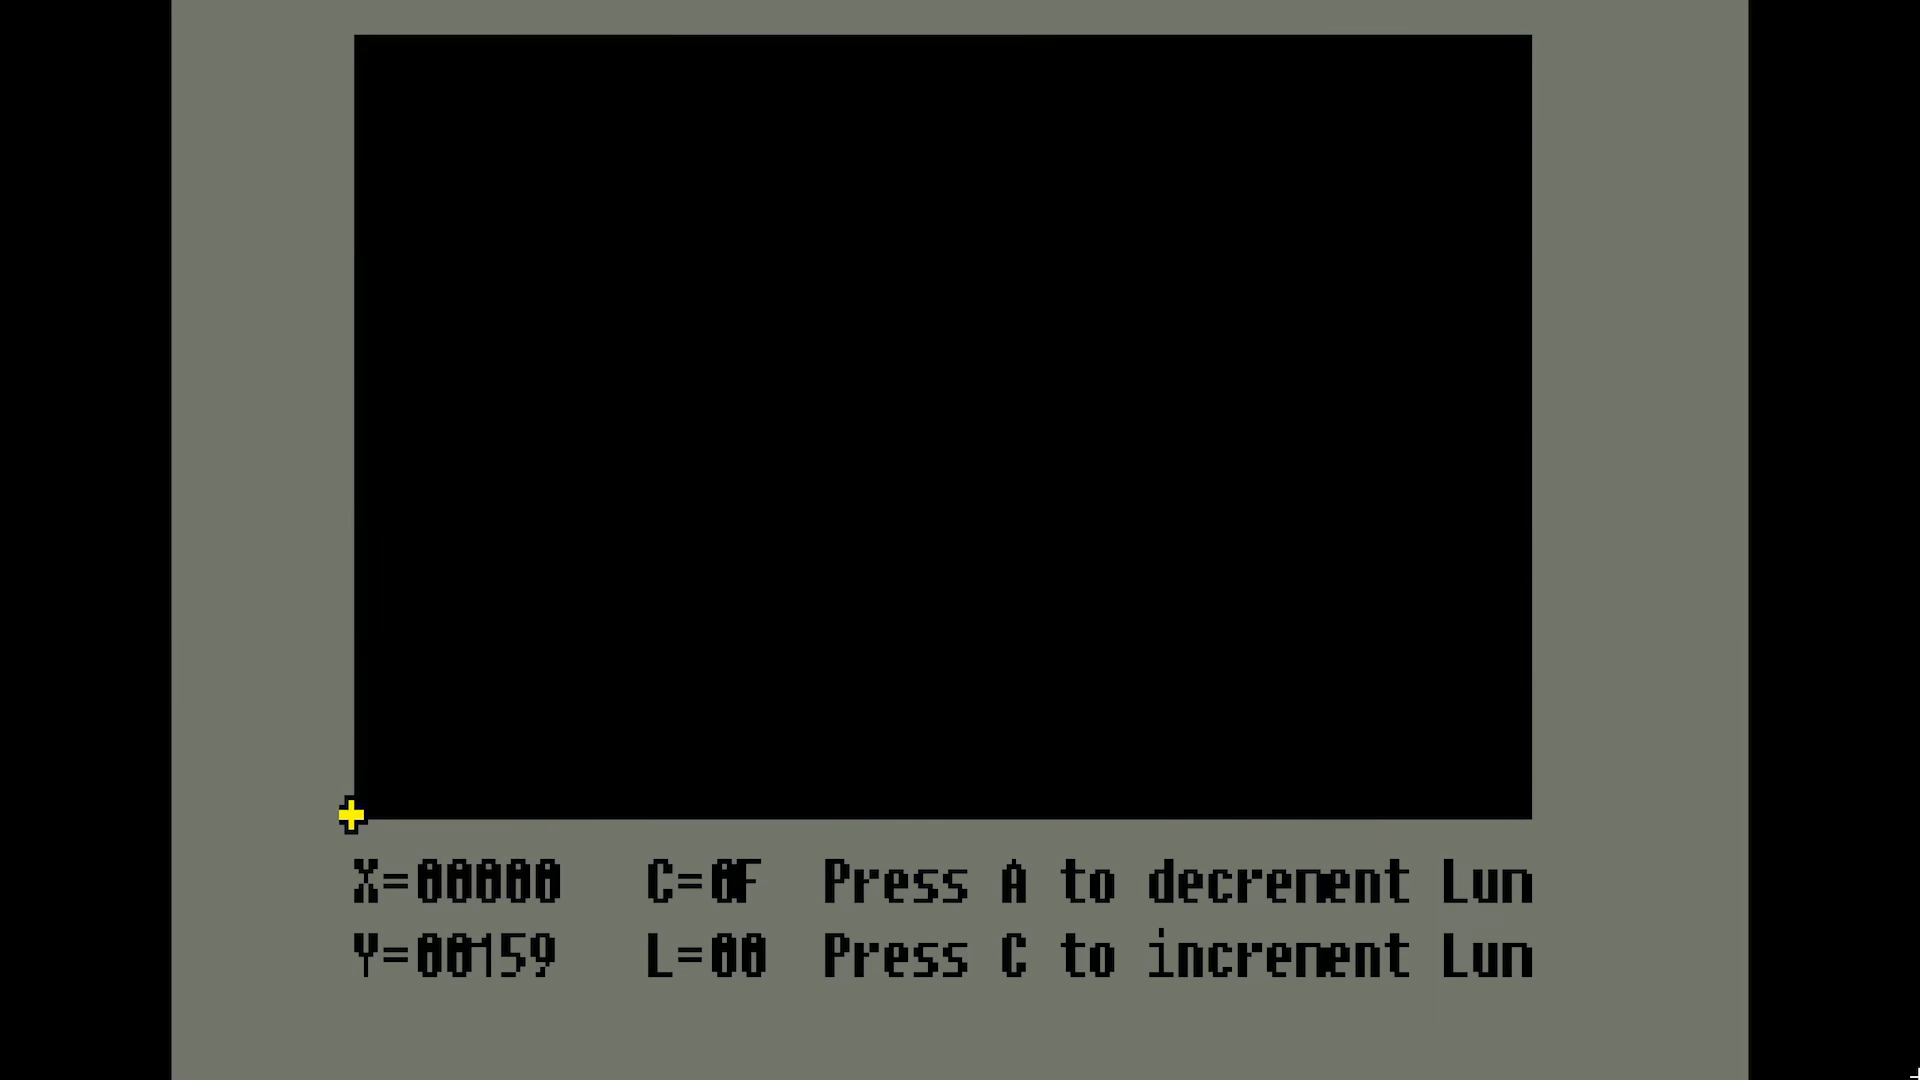 X=00000 C=0F Press A to decrement Lum
Y=00159 L=00 Press C to increment Lum